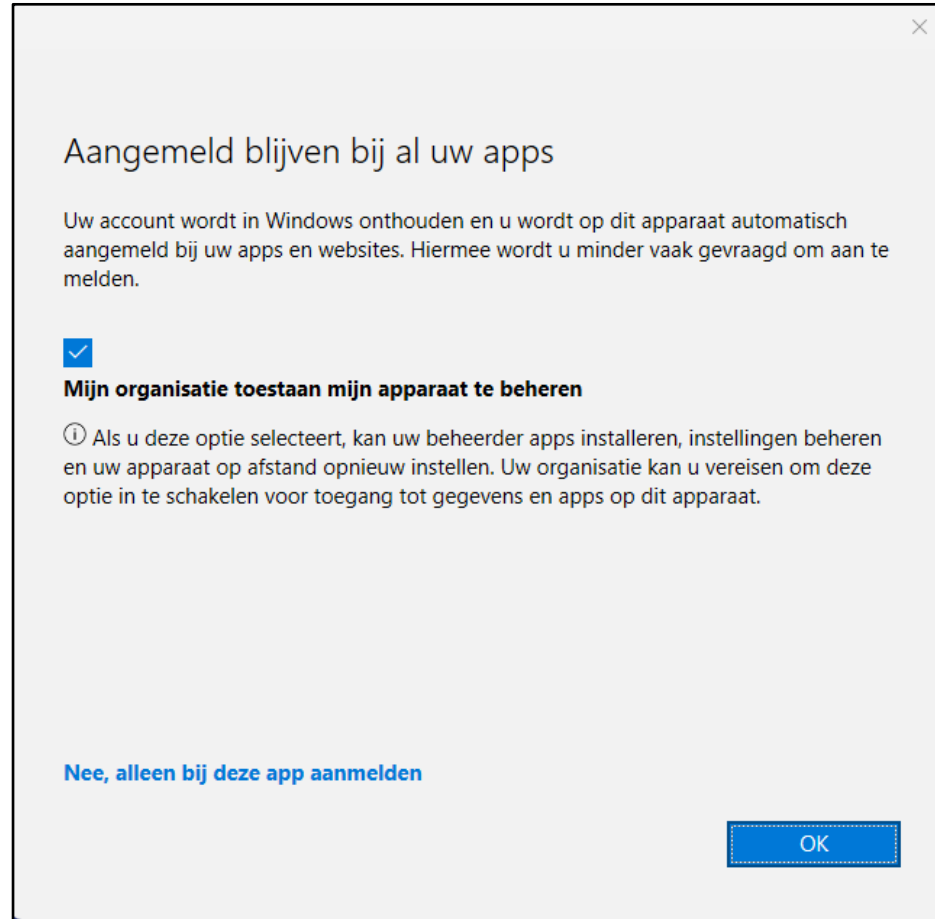 Aangemeld blijven bij al uw apps
Uw account wordt in Windows onthouden en u wordt op dit apparaat automatisch
aangemeld bij uw apps en websites. Hiermee wordt u minder vaak gevraagd om aan te
melden.
Mijn organisatie toestaan mijn apparaat te beheren
Als u deze optie selecteert, kan uw beheerder apps installeren, instellingen beheren
en uw apparaat op afstand opnieuw instellen. Uw organisatie kan u vereisen om deze
optie in te schakelen voor toegang tot gegevens en apps op dit apparaat.
Nee, alleen bij deze app aanmelden
OK